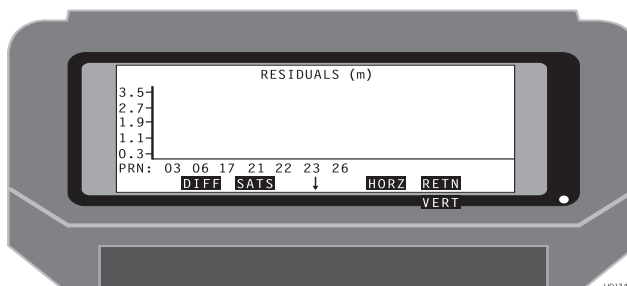 RESIDUALS (m)
3.5
2.7
1.9
1.1
0.3
PRN: 03 06 17 21 22 23 26
DIFF SATS ↓ HORZ RETN
VERT